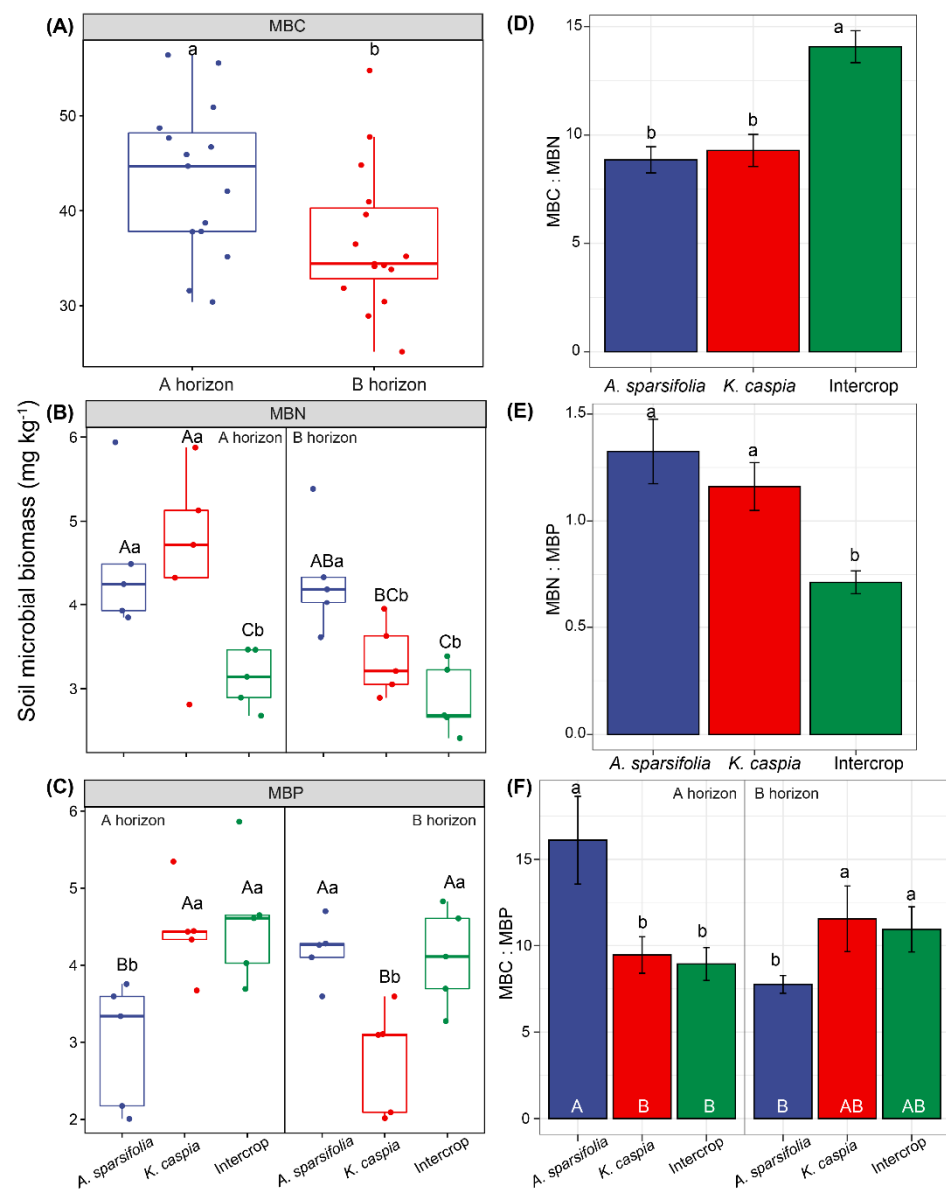 (A)
MBC
a
b
50
40
30
A horizon
B horizon
Soil microbial biomass (mg kg⁻¹)
(B)
MBN
A horizon
B horizon
6
5
4
3
Aa
Aa
Cb
ABa
BCb
Cb
(C)
MBP
A horizon
B horizon
6
5
4
3
2
Bb
Aa
Aa
Aa
Bb
Aa
A. sparsifolia
K. caspia
Intercrop
A. sparsifolia
K. caspia
Intercrop
(D)
MBC : MBN
15
10
5
0
b
b
a
A. sparsifolia
K. caspia
Intercrop
(E)
MBN : MBP
1.5
1.0
0.5
0.0
a
a
b
A. sparsifolia
K. caspia
Intercrop
(F)
A horizon
B horizon
MBC : MBP
15
10
5
0
a
b
b
b
a
a
A
B
B
B
AB
AB
A. sparsifolia
K. caspia
Intercrop
A. sparsifolia
K. caspia
Intercrop